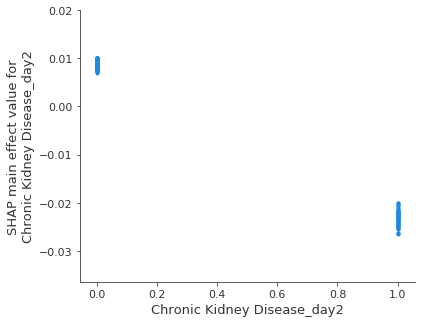 SHAP main effect value for
Chronic Kidney Disease_day2
0.02
0.01
0.00
−0.01
−0.02
−0.03
0.0 0.2 0.4 0.6 0.8 1.0
Chronic Kidney Disease_day2